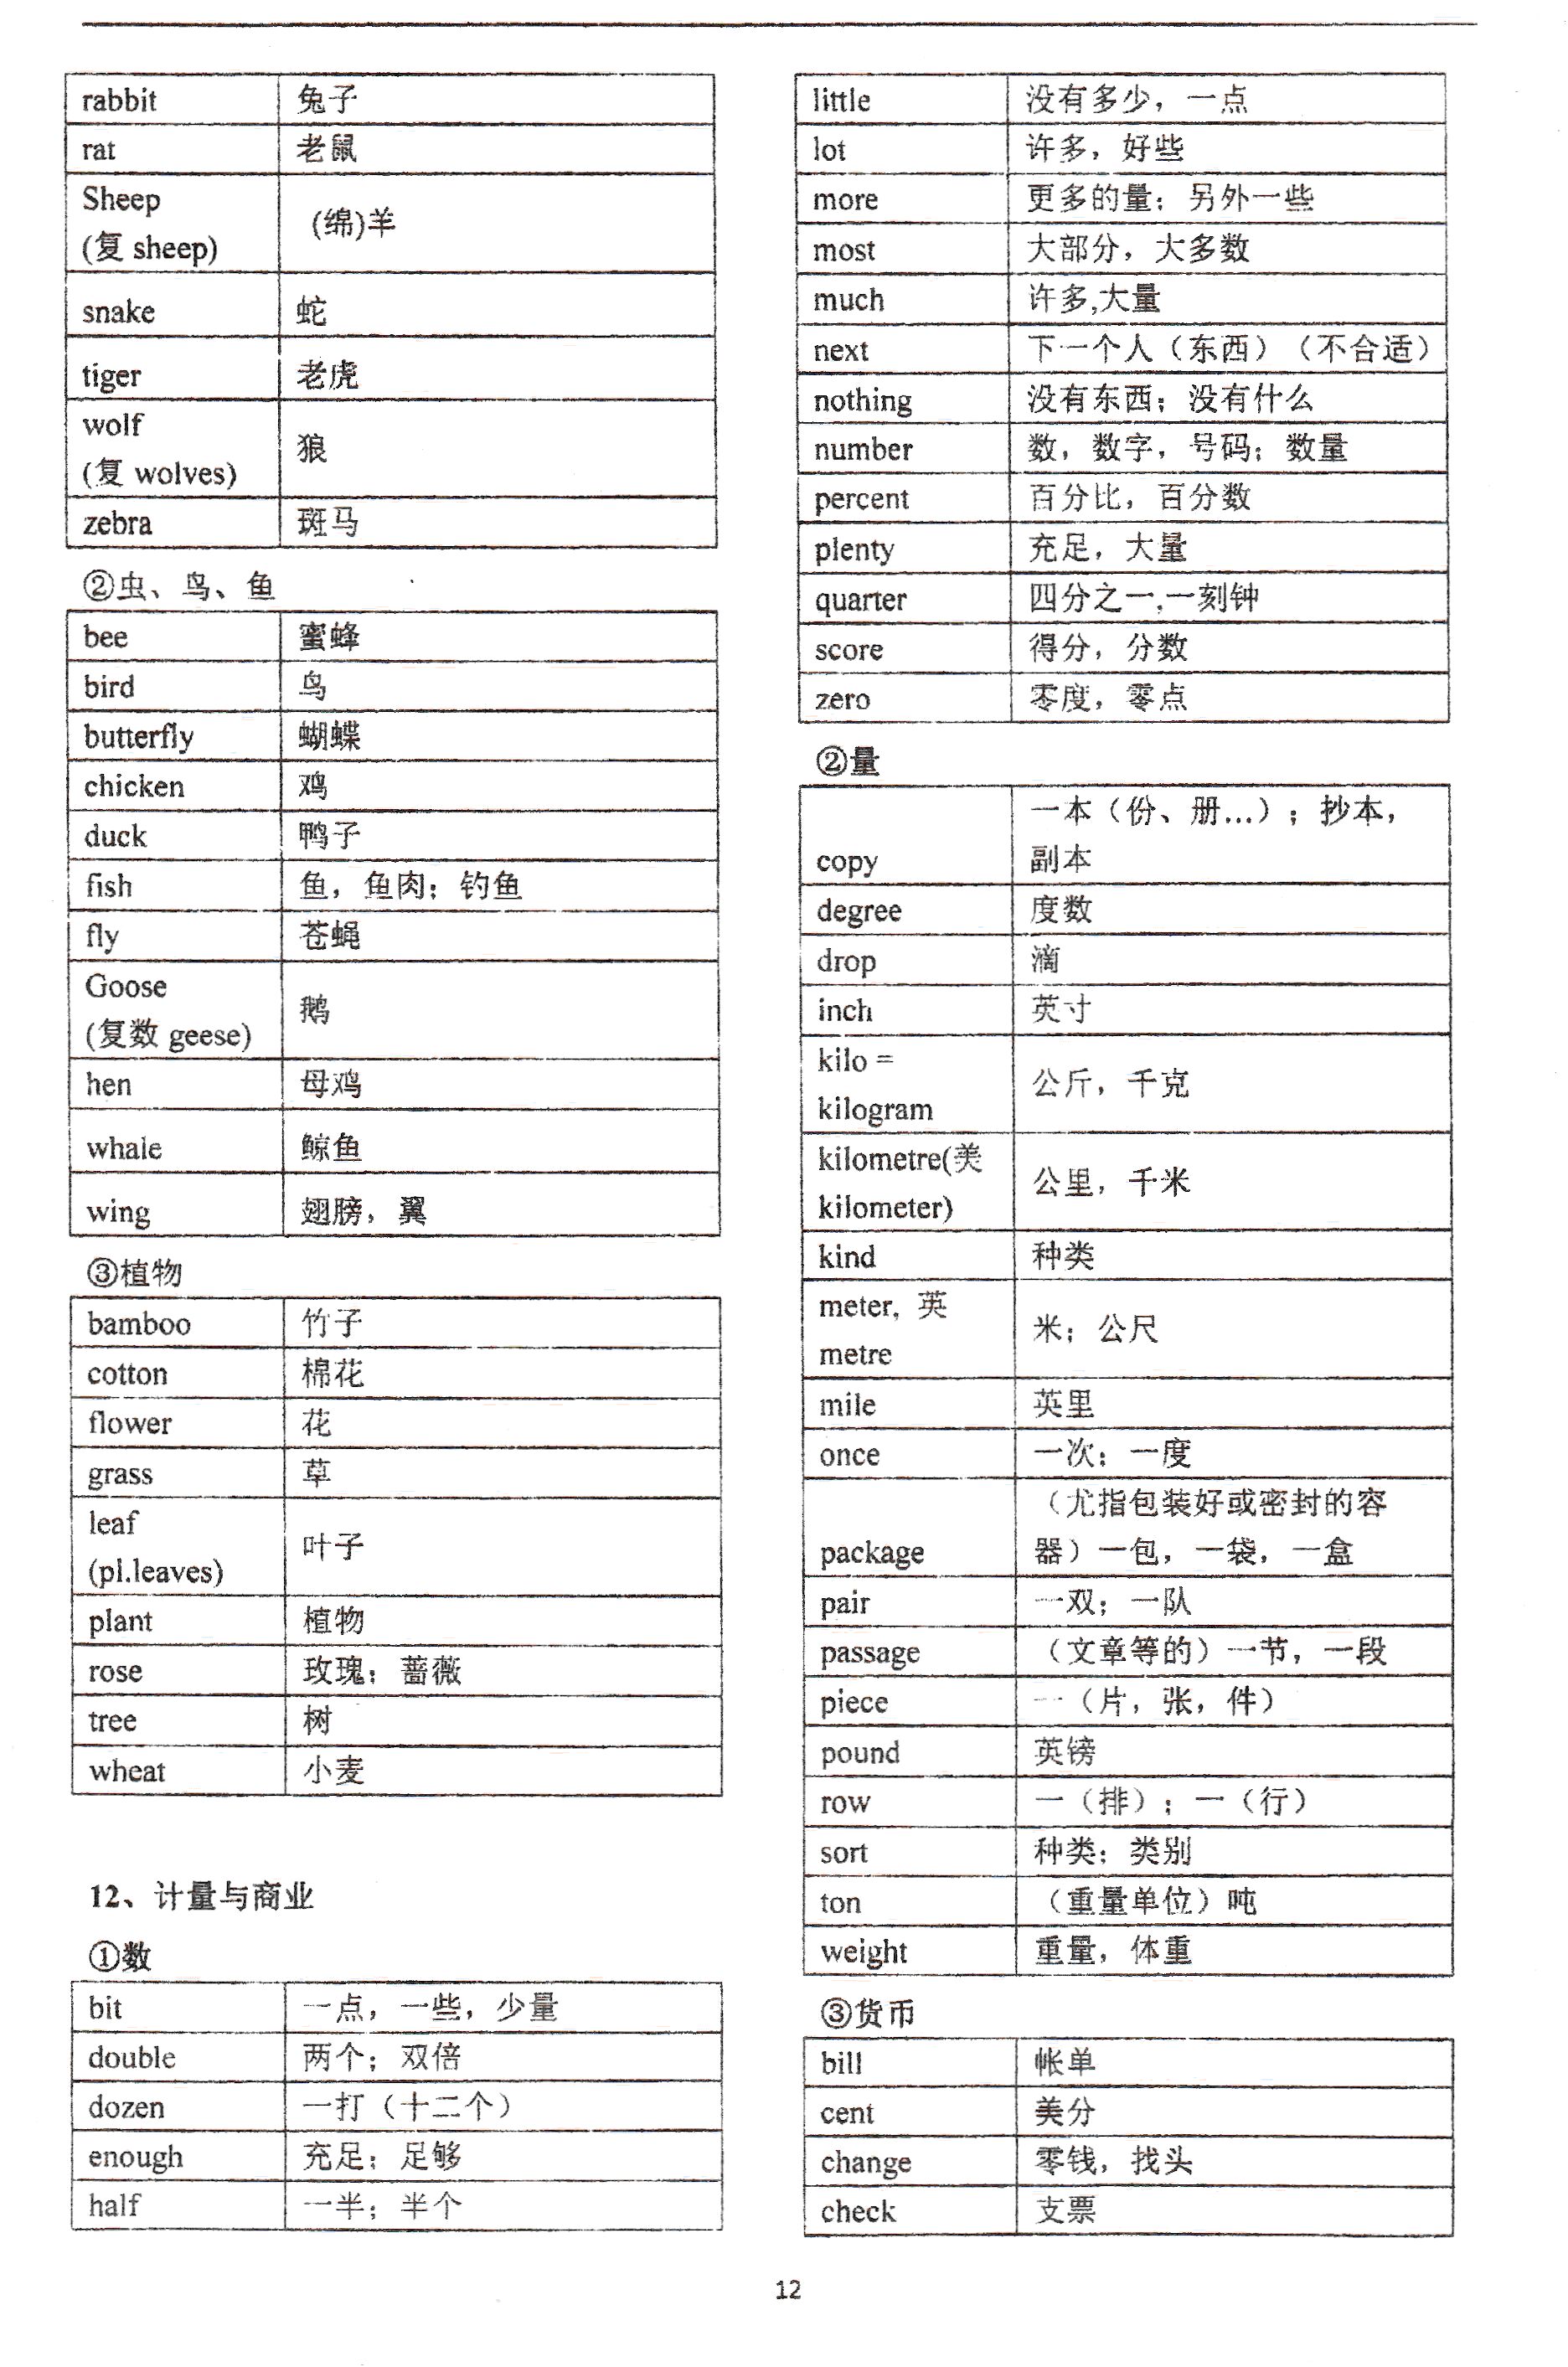 rabbit 兔子
rat 老鼠
Sheep
(复 sheep) (绵)羊
snake 蛇
tiger 老虎
wolf
(复 wolves) 狼
zebra 斑马
②虫、鸟、鱼
bee 蜜蜂
bird 鸟
butterfly 蝴蝶
chicken 鸡
duck 鸭子
fish 鱼，鱼肉；钓鱼
fly 苍蝇
Goose
(复数 geese) 鹅
hen 母鸡
whale 鲸鱼
wing 翅膀，翼
③植物
bamboo 竹子
cotton 棉花
flower 花
grass 草
leaf
(pl.leaves) 叶子
plant 植物
rose 玫瑰；蔷薇
tree 树
wheat 小麦
12、计量与商业
①数
bit 一点，一些，少量
double 两个；双倍
dozen 一打（十二个）
enough 充足；足够
half 一半；半个
little 没有多少，一点
lot 许多，好些
more 更多的量；另外一些
most 大部分，大多数
much 许多,大量
next 下一个人（东西）（不合适）
nothing 没有东西；没有什么
number 数，数字，号码；数量
percent 百分比，百分数
plenty 充足，大量
quarter 四分之一,一刻钟
score 得分，分数
zero 零度，零点
②量
一本（份、册...）；抄本，
copy 副本
degree 度数
drop 滴
inch 英寸
kilo =
kilogram 公斤，千克
kilometre(美
kilometer) 公里，千米
kind 种类
meter, 英
metre 米；公尺
mile 英里
once 一次；一度
（尤指包装好或密封的容
package 器）一包，一袋，一盒
pair 一双；一队
passage （文章等的）一节，一段
piece 一（片，张，件）
pound 英镑
row 一（排）；一（行）
sort 种类；类别
ton （重量单位）吨
weight 重量，体重
③货币
bill 帐单
cent 美分
change 零钱，找头
check 支票
12